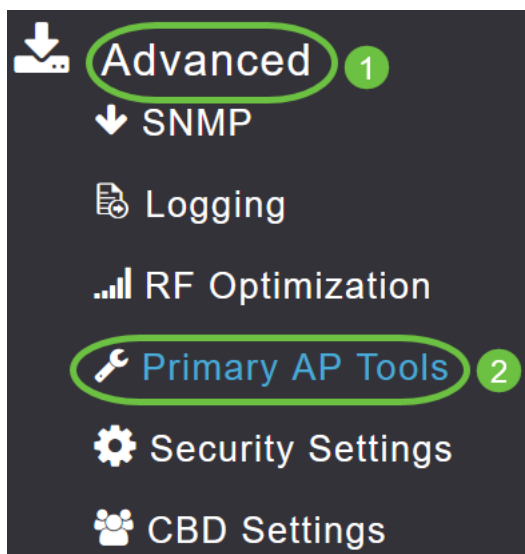 Advanced 1
SNMP
Logging
RF Optimization
Primary AP Tools 2
Security Settings
CBD Settings